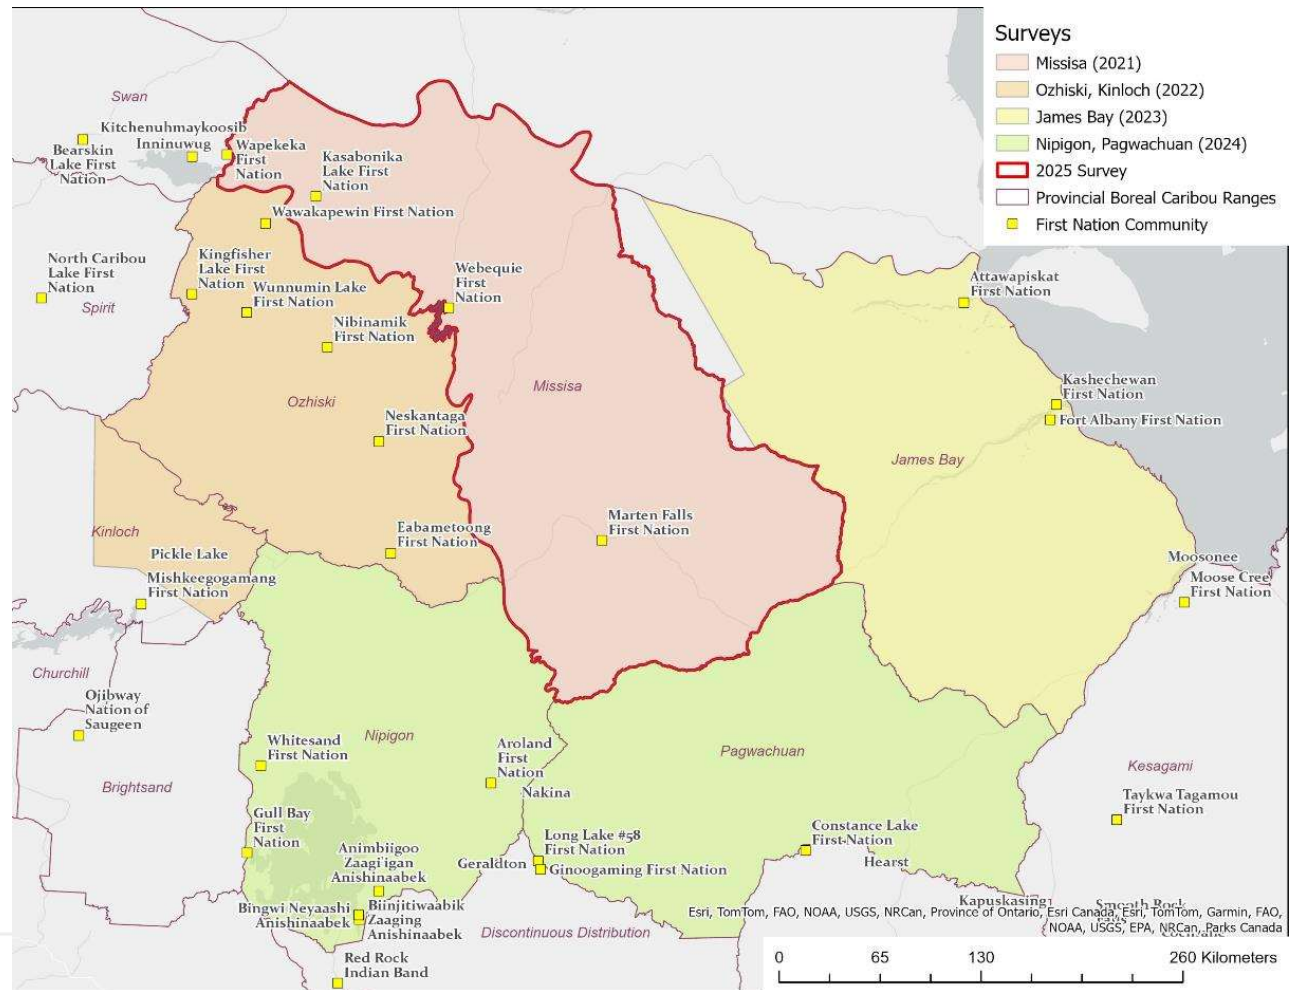 Surveys
Missisa (2021)
Ozhiski, Kinloch (2022)
James Bay (2023)
Nipigon, Pagwachuan (2024)
2025 Survey
Provincial Boreal Caribou Ranges
First Nation Community
Swan
Kitchenuhmaykoosib
Inninuwug
Bearskin
Lake First
Nation
Wapekeka
First
Nation
Kasabonika
Lake First
Nation
Wawakapewin First Nation
North Caribou
Lake First
Nation
Spirit
Kingfisher
Lake First
Nation
Wunnumin Lake
First Nation
Webequie
First
Nation
Nibinamik
First Nation
Attawapiskat
First Nation
Missisa
Ozhiski
Kashechewan
First Nation
Fort Albany First Nation
Neskantaga
First Nation
James Bay
Kinloch
Marten Falls
First Nation
Eabametoong
First Nation
Pickle Lake
Mishkeegogamang
First Nation
Moosonee
Moose Cree
First Nation
Churchill
Ojibway
Nation of
Saugeen
Whitesand
First Nation
Nipigon
Aroland
First
Nation
Nakina
Pagwachuan
Kesagami
Brightsand
Taykwa Tagamou
First Nation
Gull Bay
First
Nation
Animbiigoo
Zaagi'igan
Anishinaabek
Long Lake #58
First Nation
Geraldton
Ginoogaming First Nation
Constance Lake
First Nation
Hearst
Bingwi Neyaashi
Anishinaabek
Biinjitiwaabik
Zaaging
Anishinaabek
Discontinuous Distribution
Red Rock
Indian Band
Kapuskasing
Smooth Rock
Cochrane
Esri, TomTom, FAO, NOAA, USGS, NRCan, Province of Ontario, Esri Canada, Esri, TomTom, Garmin, FAO,
NOAA, USGS, EPA, NRCan, Parks Canada
0 65 130 260 Kilometers